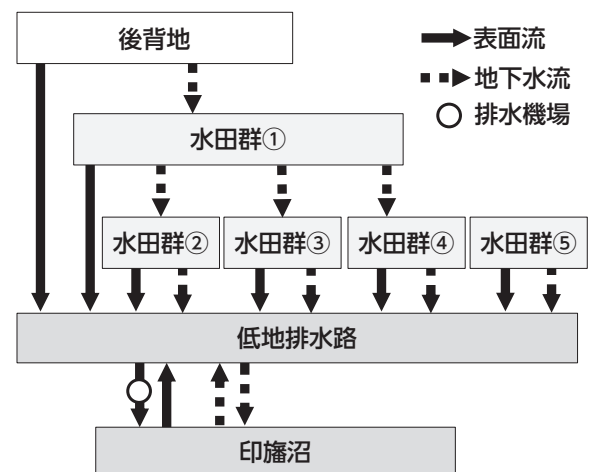 後背地
表面流
地下水流
排水機場
水田群①
水田群②
水田群③
水田群④
水田群⑤
低地排水路
印旛沼